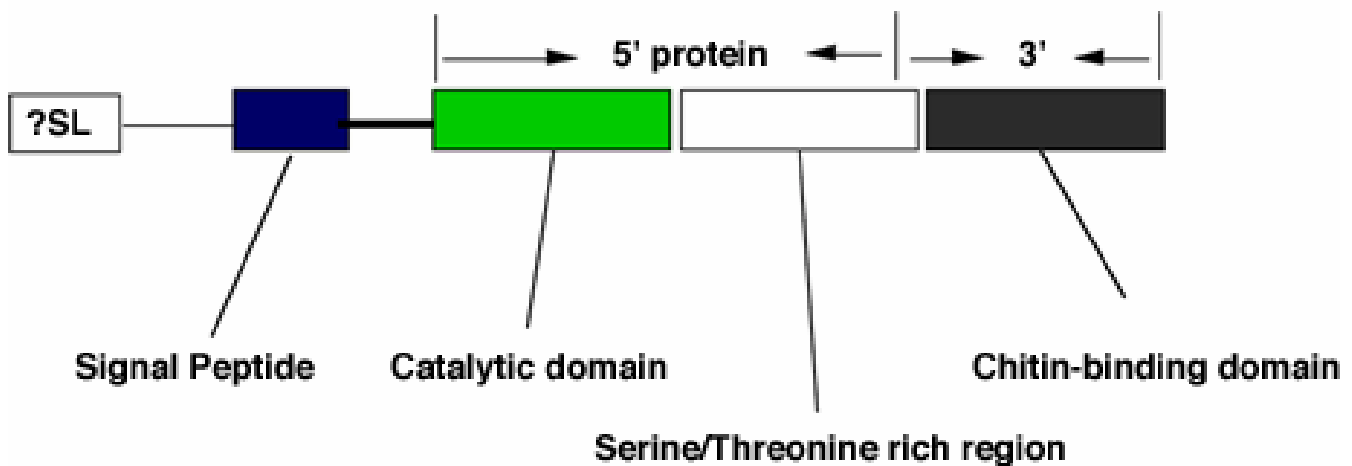 5' protein
3'
?SL
Signal Peptide
Catalytic domain
Chitin-binding domain
Serine/Threonine rich region